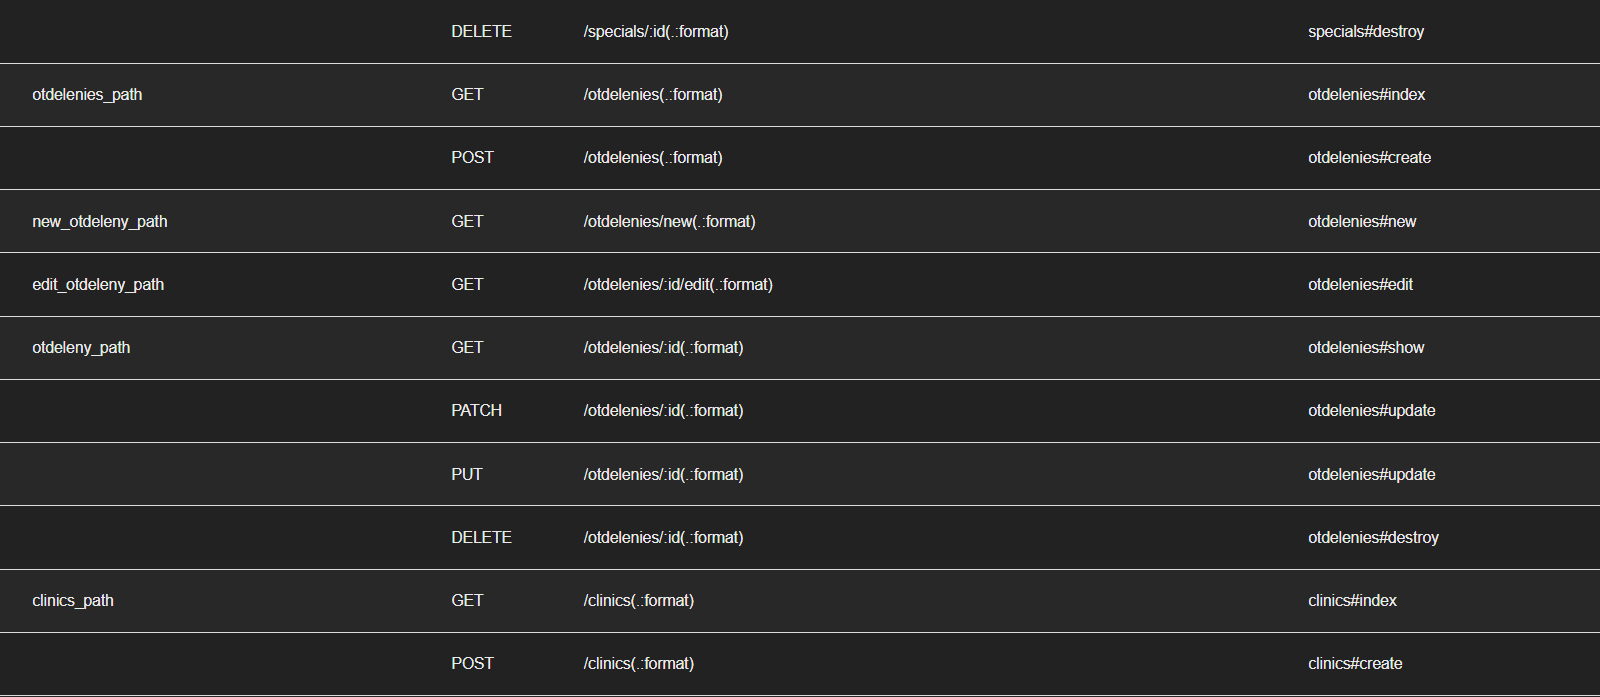 DELETE /specials/:id(.:format) specials#destroy
otdelenies_path GET /otdelenies(.:format) otdelenies#index
POST /otdelenies(.:format) otdelenies#create
new_otdeleny_path GET /otdelenies/new(.:format) otdelenies#new
edit_otdeleny_path GET /otdelenies/:id/edit(.:format) otdelenies#edit
otdeleny_path GET /otdelenies/:id(.:format) otdelenies#show
PATCH /otdelenies/:id(.:format) otdelenies#update
PUT /otdelenies/:id(.:format) otdelenies#update
DELETE /otdelenies/:id(.:format) otdelenies#destroy
clinics_path GET /clinics(.:format) clinics#index
POST /clinics(.:format) clinics#create